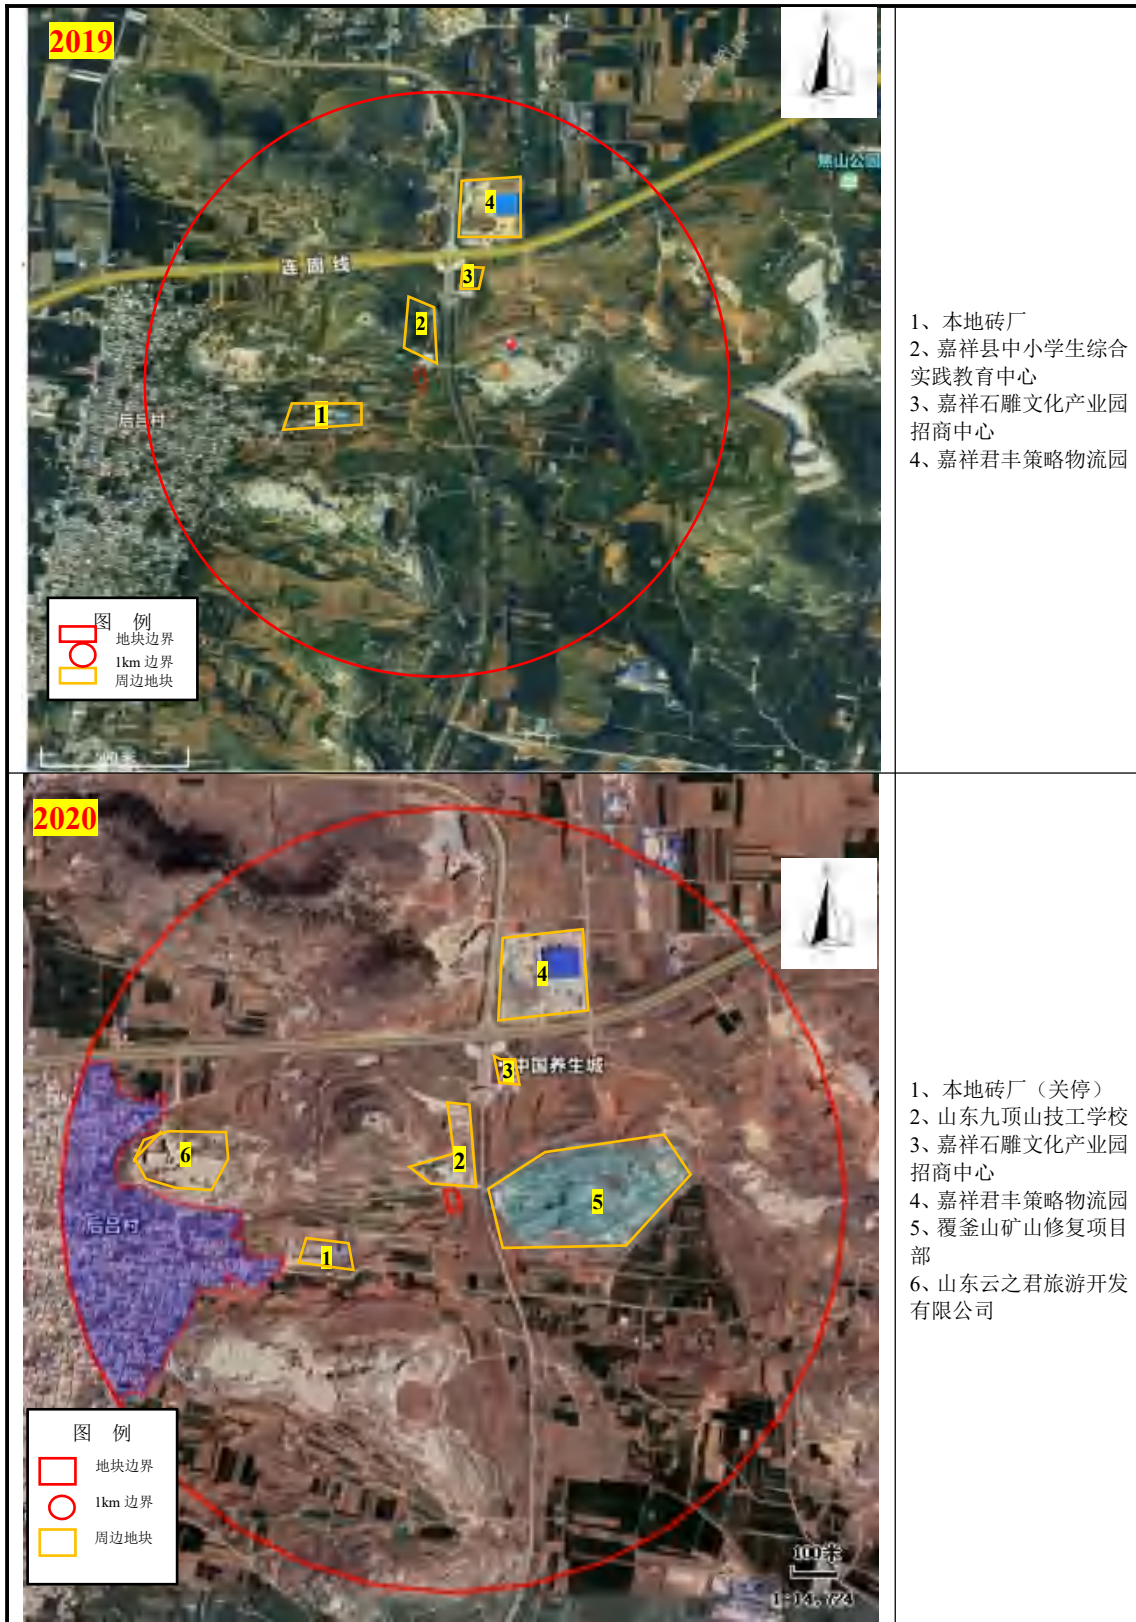 2019
焦山公园
4
连固线
3
2
1
后吕村
图 例
地块边界
1km 边界
周边地块
500米
1、本地砖厂
2、嘉祥县中小学生综合
实践教育中心
3、嘉祥石雕文化产业园
招商中心
4、嘉祥君丰策略物流园
2020
4
3
中国养生城
6
2
5
后吕村
1
图 例
地块边界
1km 边界
周边地块
100米
1:14,724
1、本地砖厂（关停）
2、山东九顶山技工学校
3、嘉祥石雕文化产业园
招商中心
4、嘉祥君丰策略物流园
5、覆釜山矿山修复项目
部
6、山东云之君旅游开发
有限公司